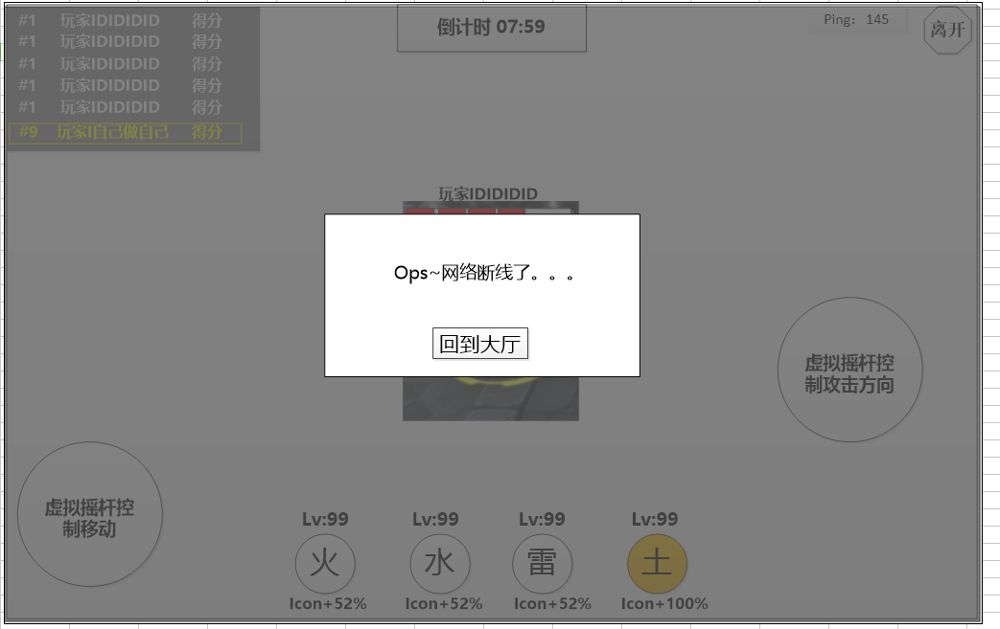 #1 玩家IDIDIDID 得分
#1 玩家IDIDIDID 得分
#1 玩家IDIDIDID 得分
#1 玩家IDIDIDID 得分
#1 玩家IDIDIDID 得分
#9 玩家I自己做自己 得分
倒计时 07:59
Ping: 145
离开
玩家IDIDIDID
Ops~网络断线了。。。
回到大厅
虚拟摇杆控
制攻击方向
虚拟摇杆控
制移动
Lv:99 Lv:99 Lv:99 Lv:99
火 水 雷 土
Icon+52% Icon+52% Icon+52% Icon+100%